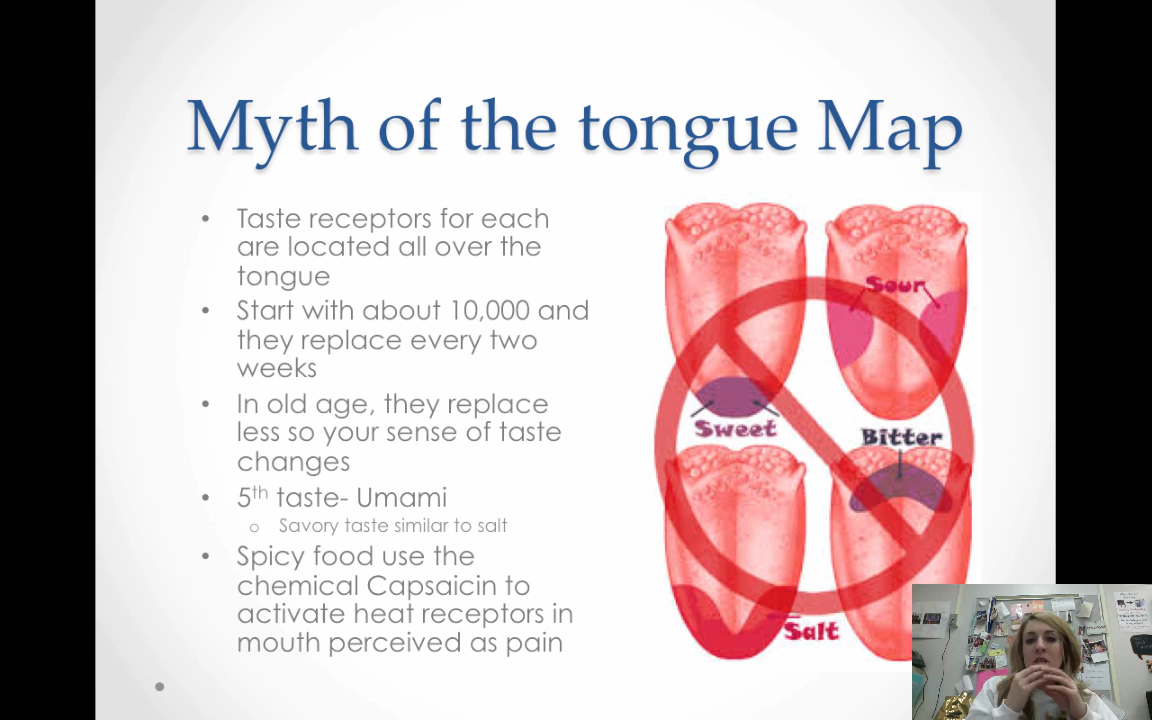 Myth of the tongue Map
• Taste receptors for each
are located all over the
tongue
• Start with about 10,000 and
they replace every two
weeks
• In old age, they replace
less so your sense of taste
changes
• 5th taste- Umami
o Savory taste similar to salt
• Spicy food use the
chemical Capsaicin to
activate heat receptors in
mouth perceived as pain
Sour
Sweet
Bitter
Salt